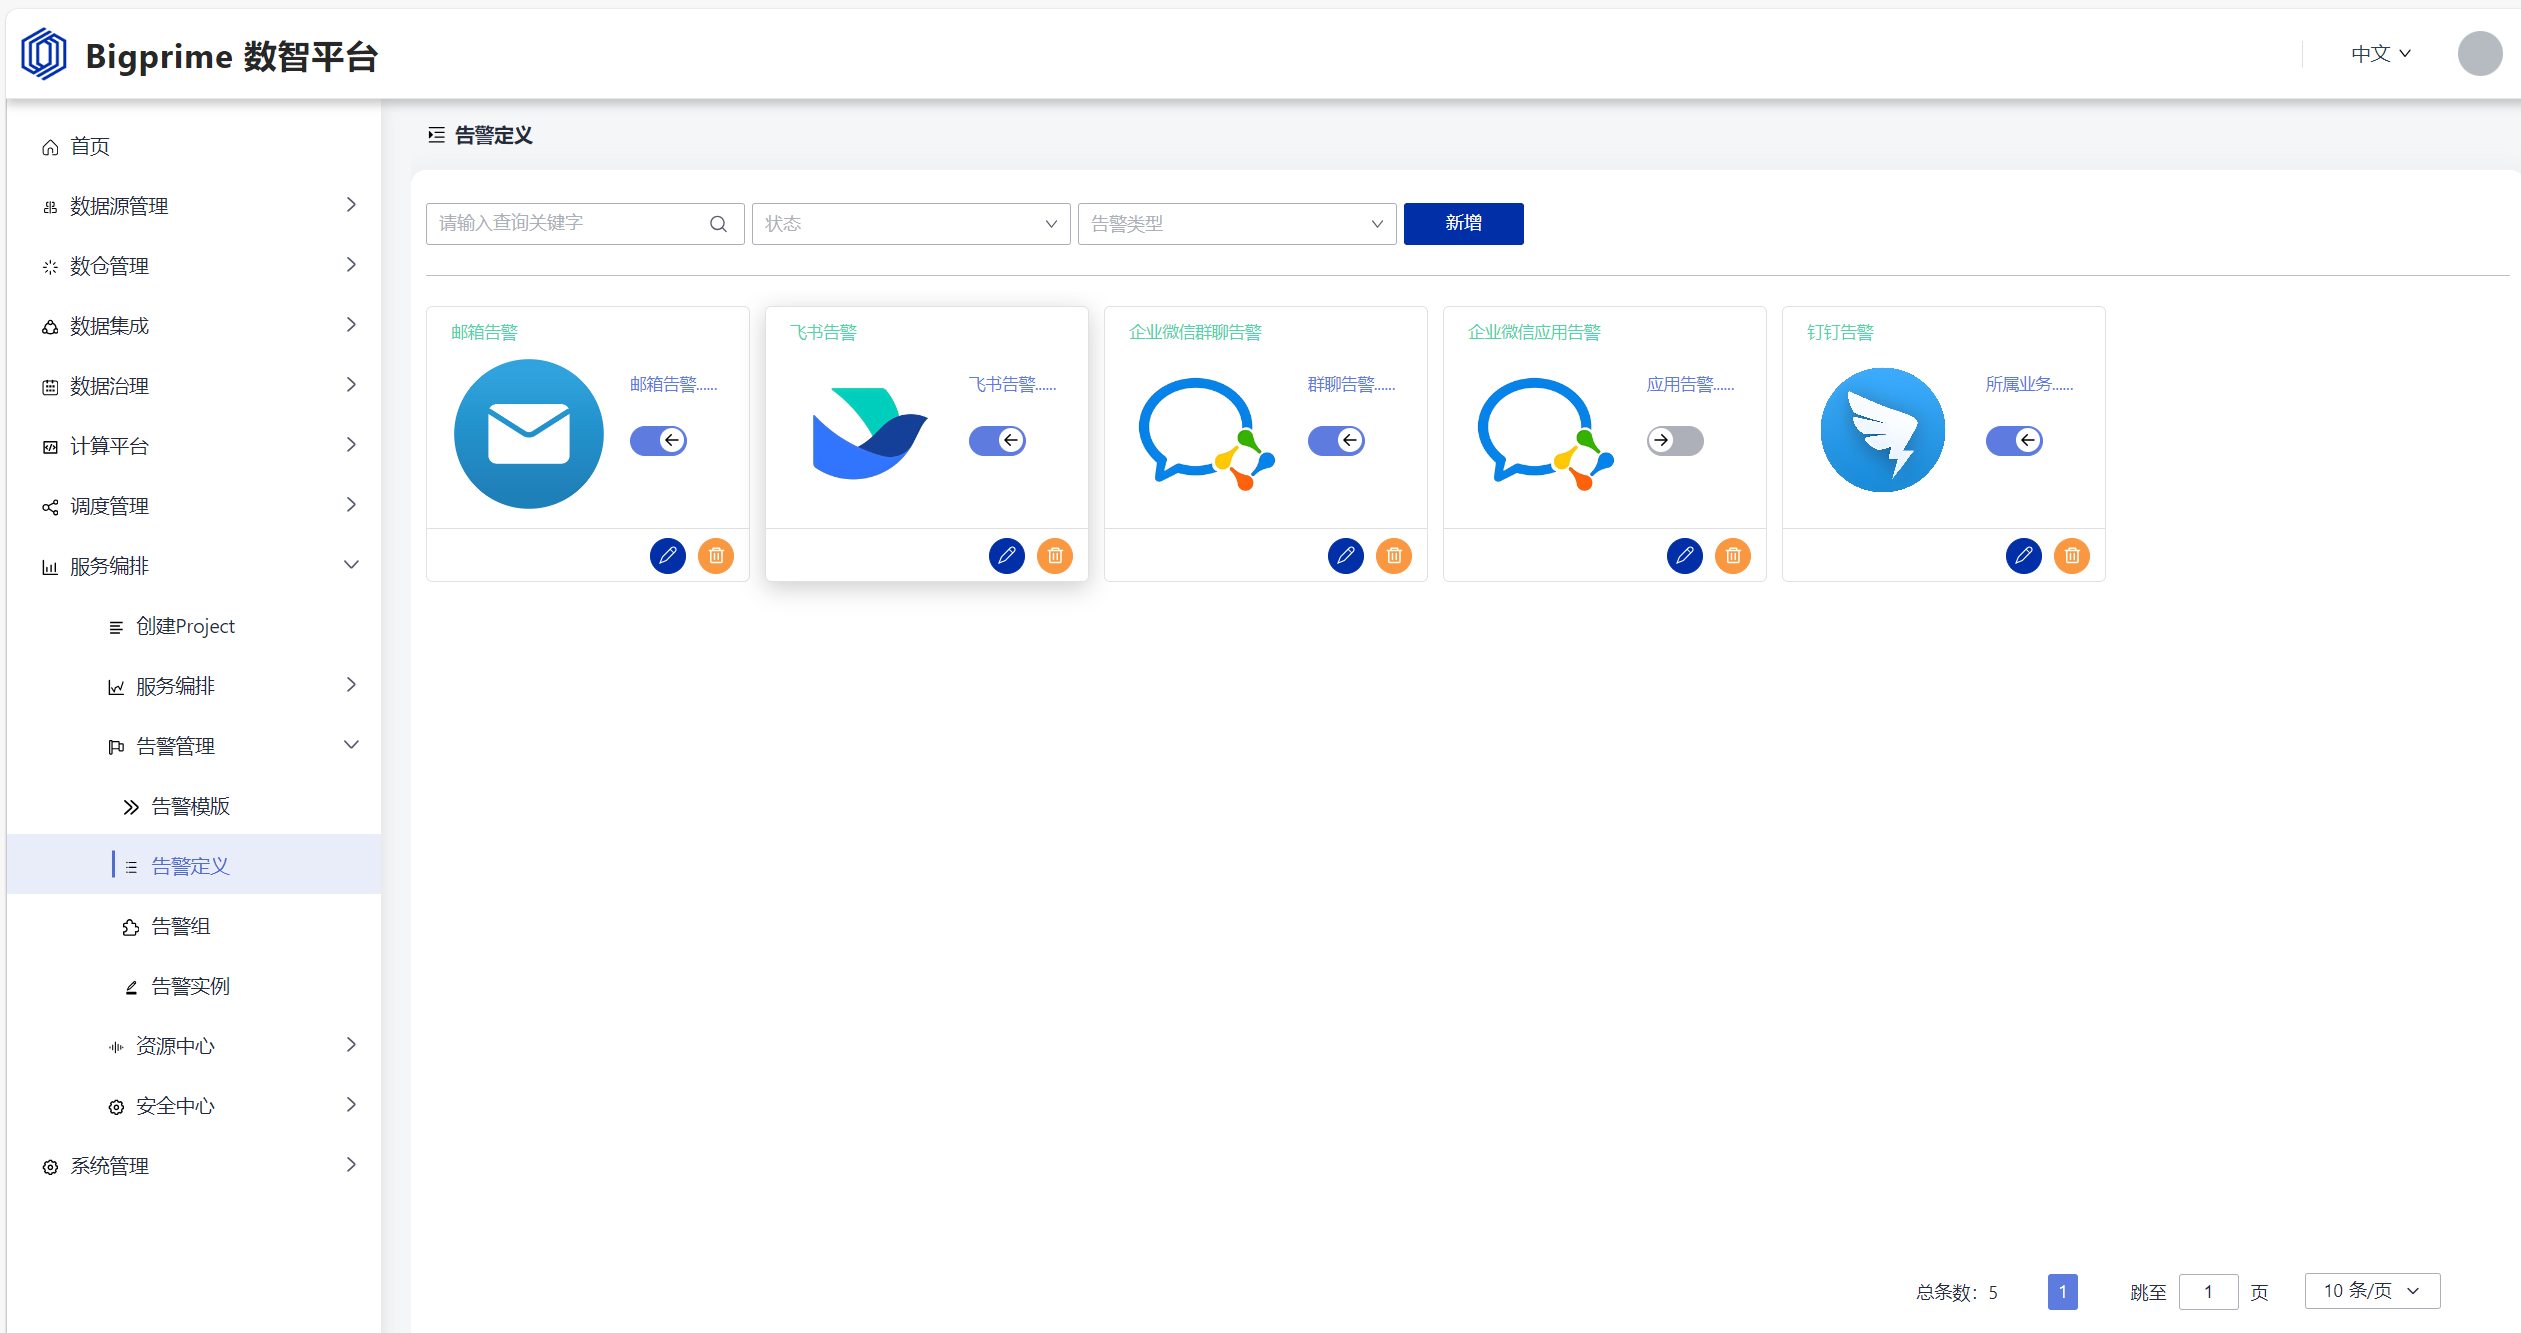 Bigprime 数智平台
中文
首页
数据源管理
数仓管理
数据集成
数据治理
计算平台
调度管理
服务编排
创建Project
服务编排
告警管理
告警模版
告警定义
告警组
告警实例
资源中心
安全中心
系统管理
告警定义
请输入查询关键字
状态
告警类型
新增
邮箱告警
邮箱告警......
飞书告警
飞书告警......
企业微信群聊告警
群聊告警......
企业微信应用告警
应用告警......
钉钉告警
所属业务......
总条数：5
1
跳至 1 页
10 条/页